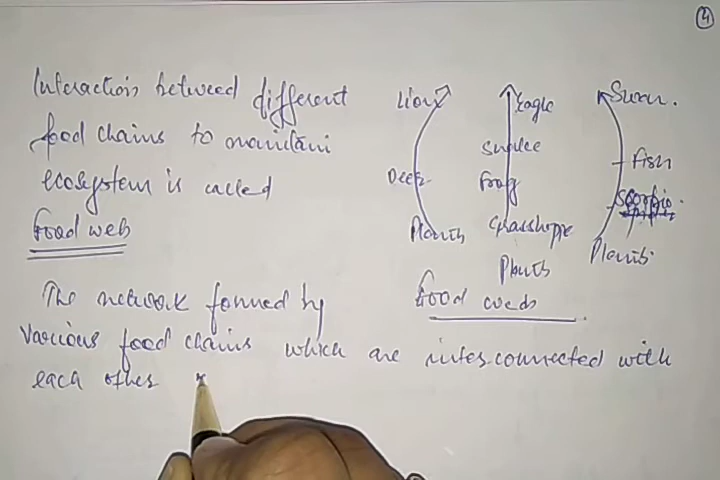 4
Interaction between different
food chains to maintain
ecosystem is called
food web
Lion
Deer
Plants
Eagle
Snake
Frog
Grasshoppe
Plants
Swan.
Fish
Plants.
Food web
The network formed by
various food chains which are inter connected with
each other